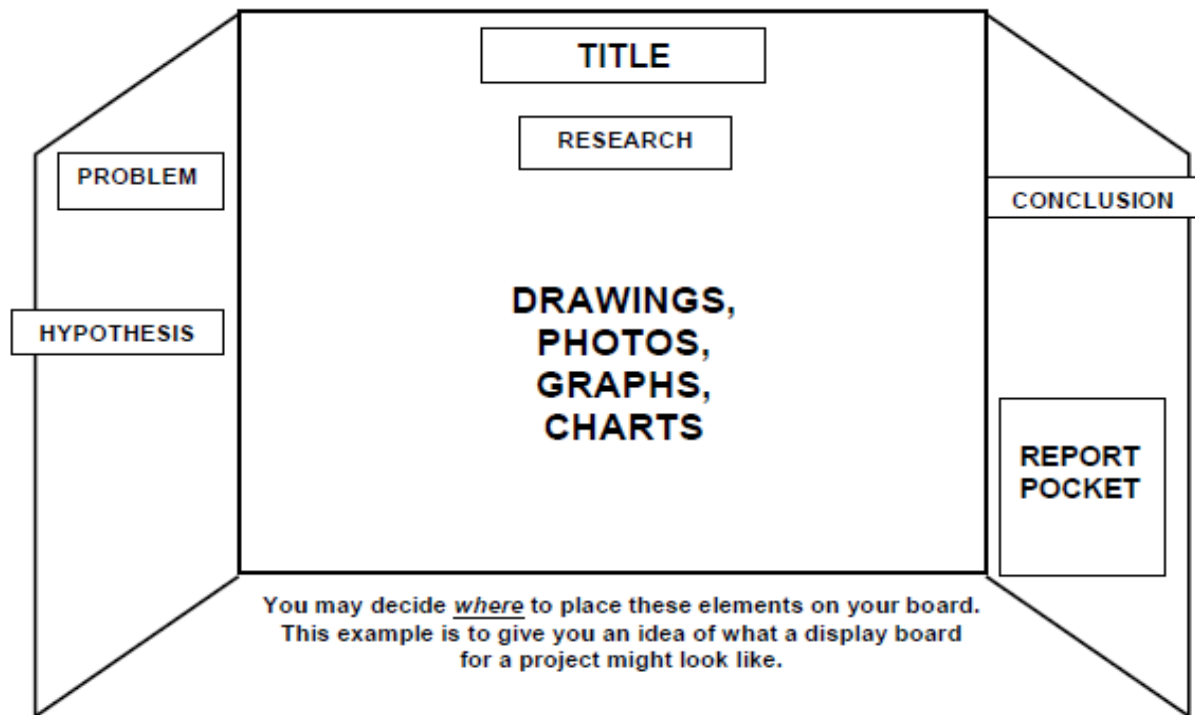 TITLE
RESEARCH
PROBLEM
HYPOTHESIS
DRAWINGS,
PHOTOS,
GRAPHS,
CHARTS
CONCLUSION
REPORT
POCKET
You may decide where to place these elements on your board.
This example is to give you an idea of what a display board
for a project might look like.